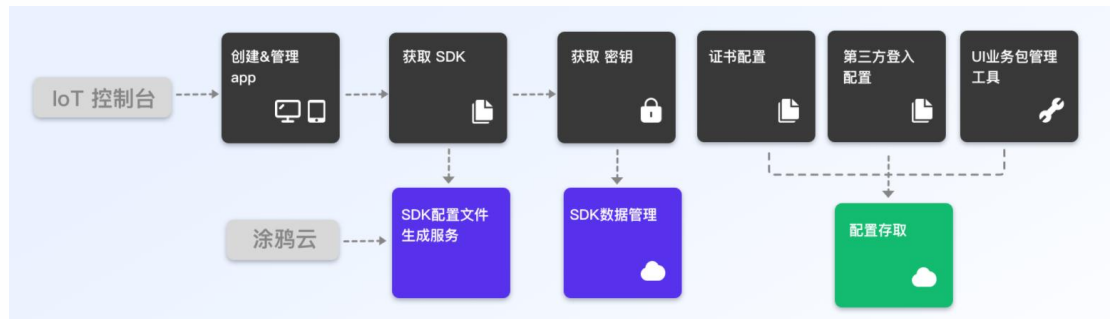 IoT 控制台
创建&管理
app
获取 SDK
获取 密钥
证书配置
第三方登入
配置
UI业务包管理
工具
涂鸦云
SDK配置文件
生成服务
SDK数据管理
配置存取